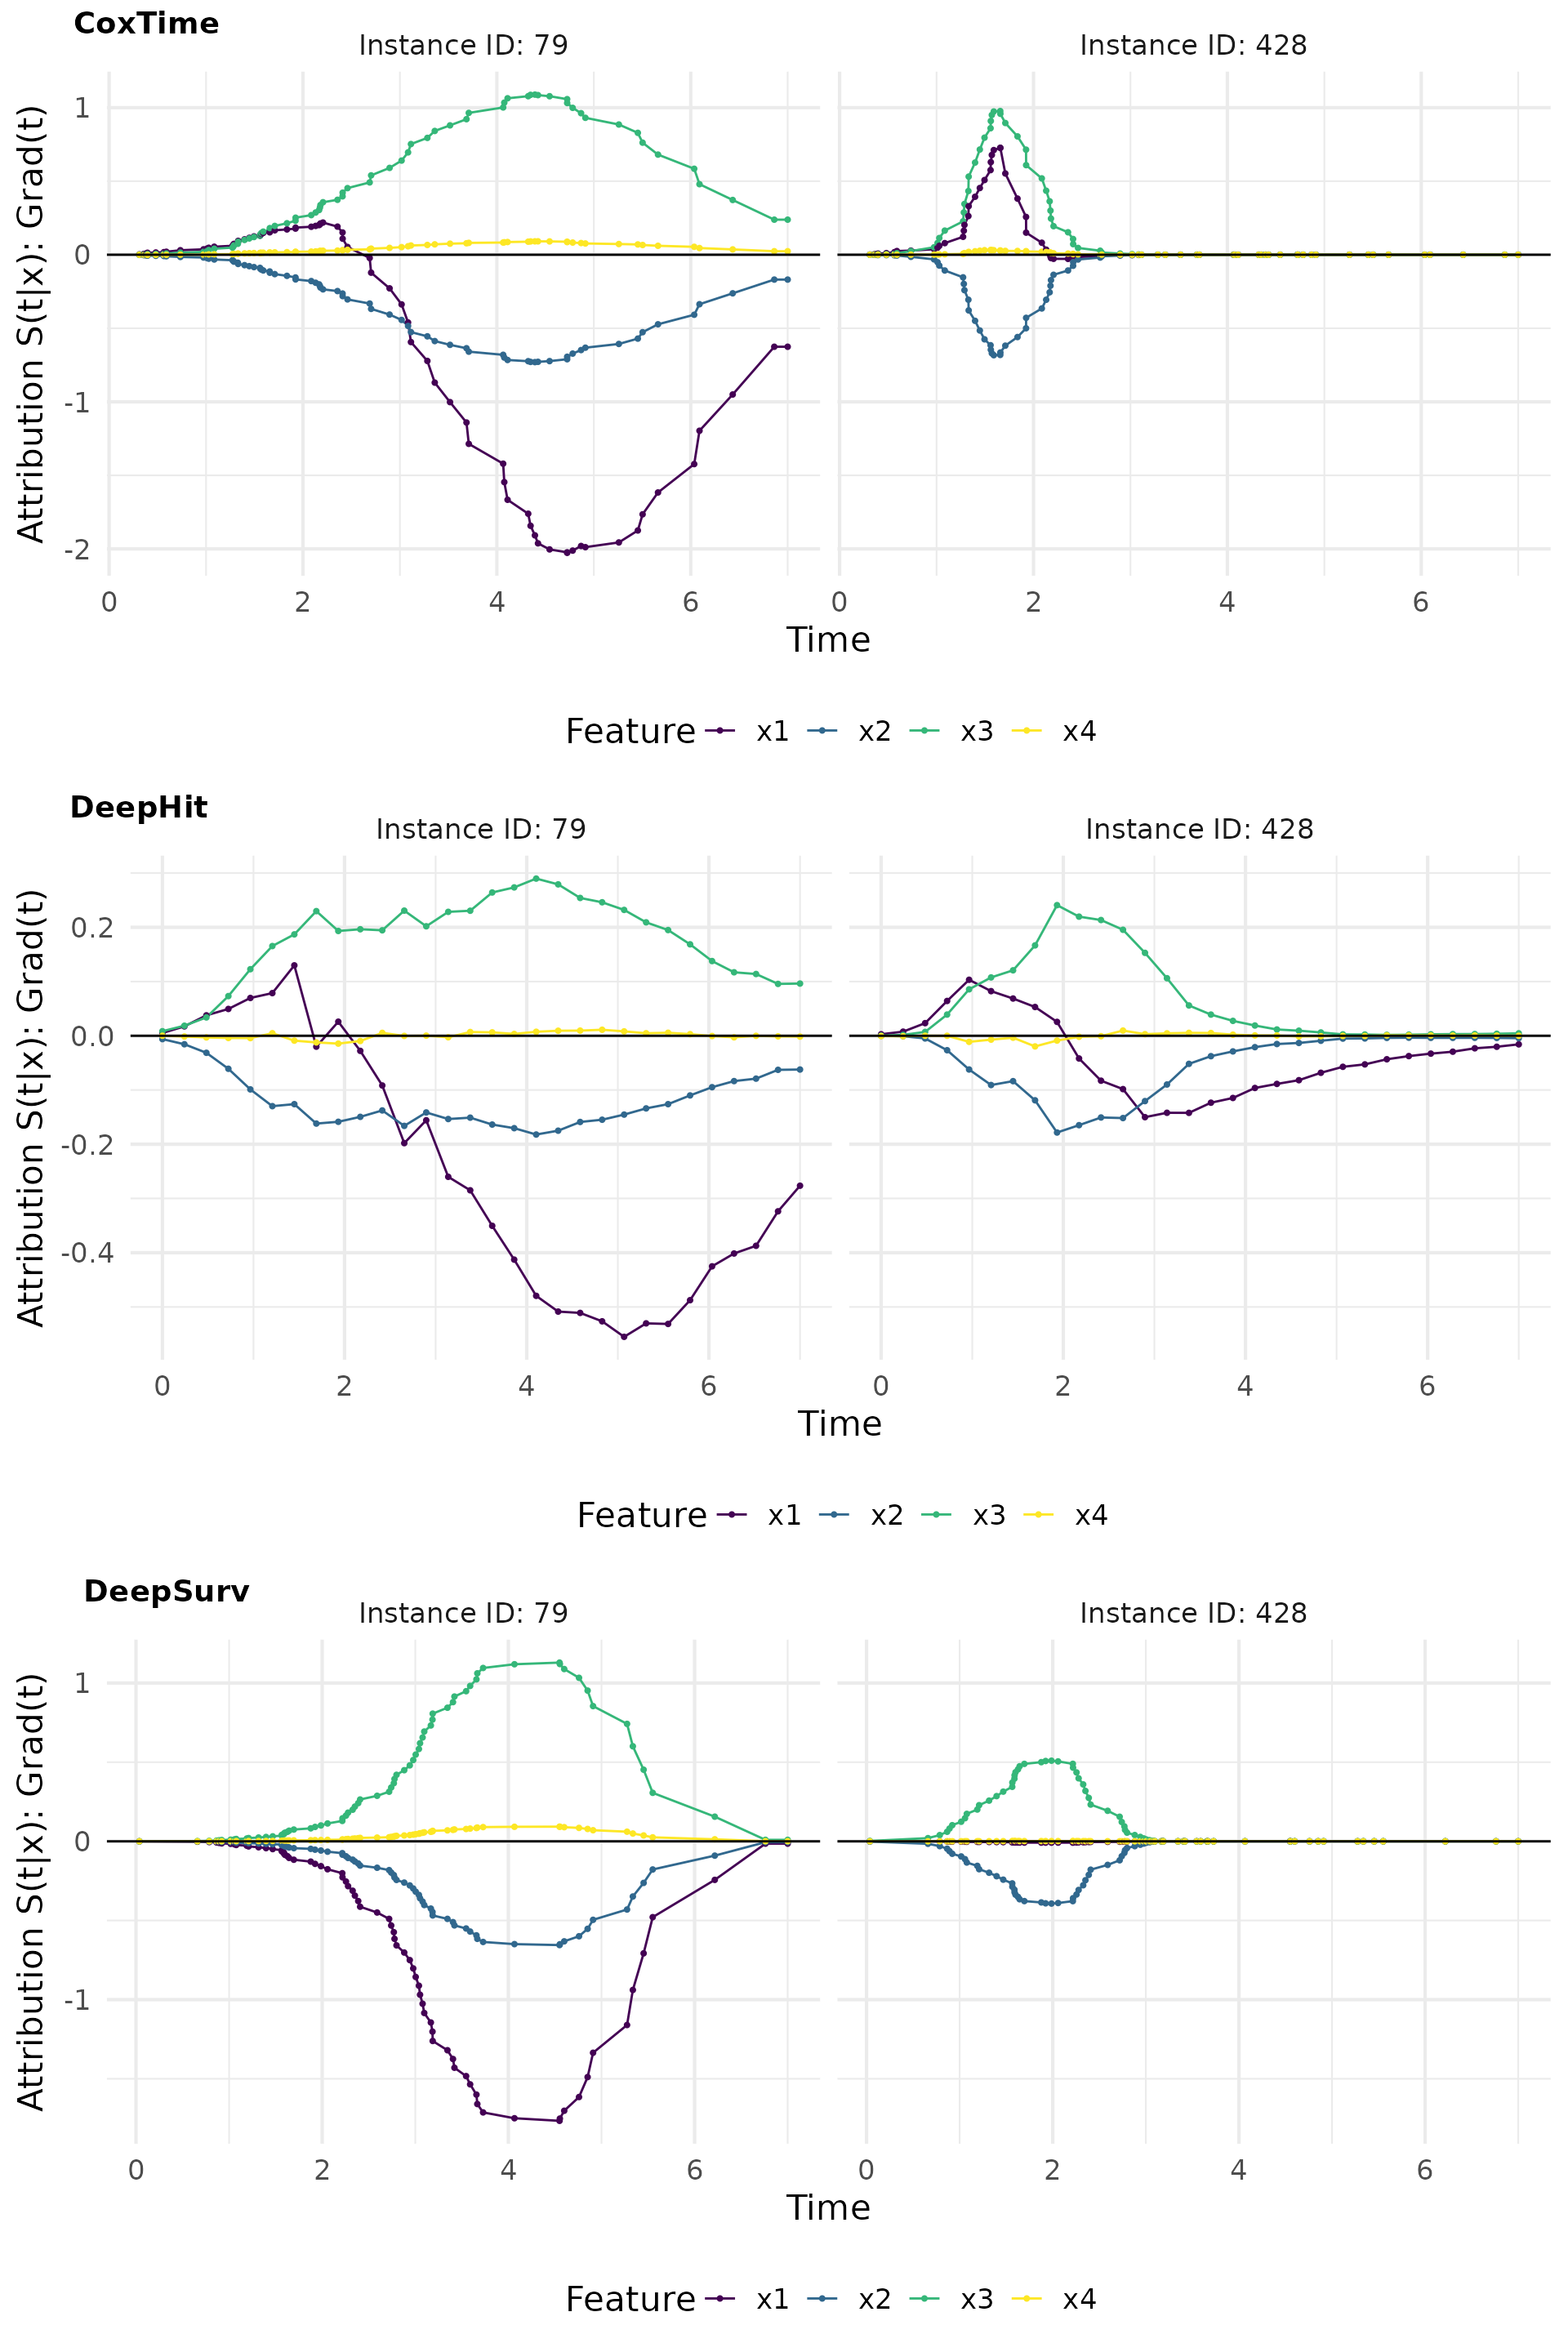 CoxTime
Instance ID: 79 Instance ID: 428
Attribution S(t|x): Grad(t)
1
0
-1
-2
0 2 4 6 0 2 4 6
Time
Feature x1 x2 x3 x4
DeepHit
Instance ID: 79 Instance ID: 428
Attribution S(t|x): Grad(t)
0.2
0.0
-0.2
-0.4
0 2 4 6 0 2 4 6
Time
Feature x1 x2 x3 x4
DeepSurv
Instance ID: 79 Instance ID: 428
Attribution S(t|x): Grad(t)
1
0
-1
0 2 4 6 0 2 4 6
Time
Feature x1 x2 x3 x4